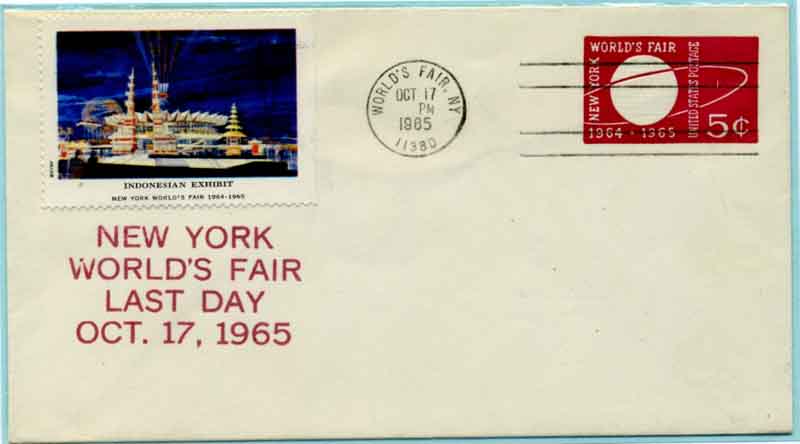 INDONESIAN EXHIBIT
NEW YORK WORLD'S FAIR 1964-1965
NEW YORK
WORLD'S FAIR
LAST DAY
OCT. 17, 1965
WORLD'S FAIR, NY
OCT 17
PM
1965
11380
WORLD'S FAIR
NEW YORK
UNITED STATES POSTAGE
1964 - 1965
5¢